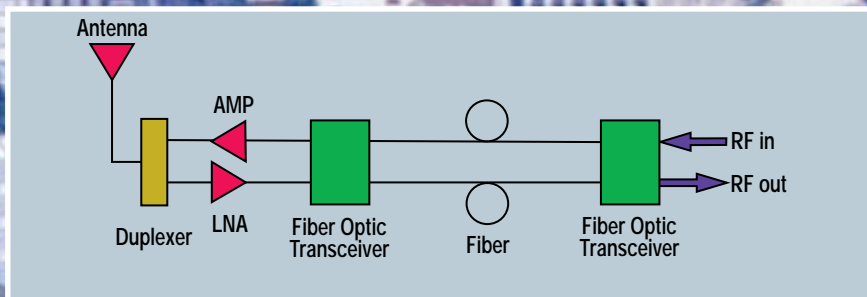 Antenna
AMP
RF in
RF out
LNA
Duplexer
Fiber Optic
Transceiver
Fiber
Fiber Optic
Transceiver